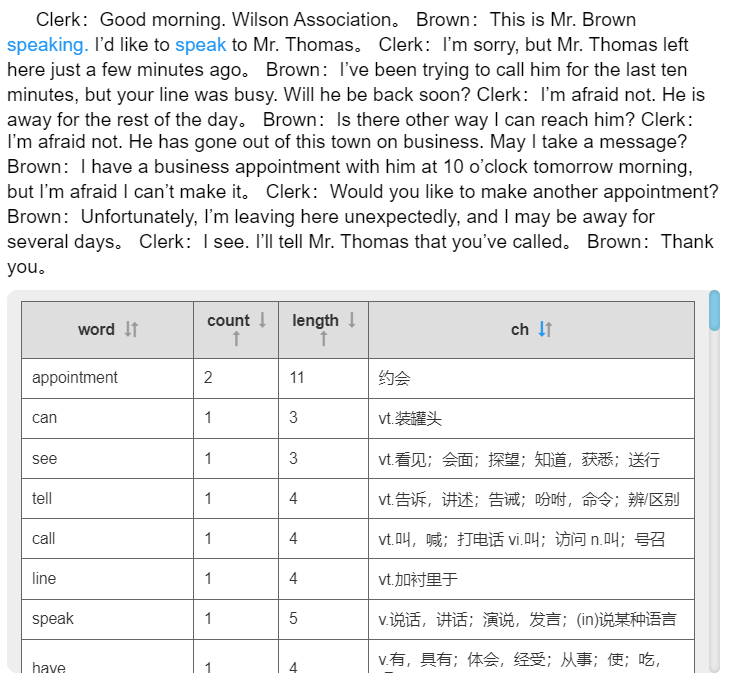 Clerk：Good morning. Wilson Association。 Brown：This is Mr. Brown
speaking. I’d like to speak to Mr. Thomas。 Clerk：I’m sorry, but Mr. Thomas left
here just a few minutes ago。 Brown：I’ve been trying to call him for the last ten
minutes, but your line was busy. Will he be back soon? Clerk：I’m afraid not. He is
away for the rest of the day。 Brown：Is there other way I can reach him? Clerk：
I’m afraid not. He has gone out of this town on business. May I take a message?
Brown：I have a business appointment with him at 10 o’clock tomorrow morning,
but I’m afraid I can’t make it。 Clerk：Would you like to make another appointment?
Brown：Unfortunately, I’m leaving here unexpectedly, and I may be away for
several days。 Clerk：I see. I’ll tell Mr. Thomas that you’ve called。 Brown：Thank
you。
word ↓↑ count ↓↑ length ↓↑ ch ↓↑
appointment 2 11 约会
can 1 3 vt.装罐头
see 1 3 vt.看见；会面；探望；知道，获悉；送行
tell 1 4 vt.告诉，讲述；告诫；吩咐，命令；辨/区别
call 1 4 vt.叫，喊；打电话 vi.叫；访问 n.叫；号召
line 1 4 vt.加衬里于
speak 1 5 v.说话，讲话；演说，发言；(in)说某种语言
have 1 4 v.有，具有；体会，经受；从事；使；吃，